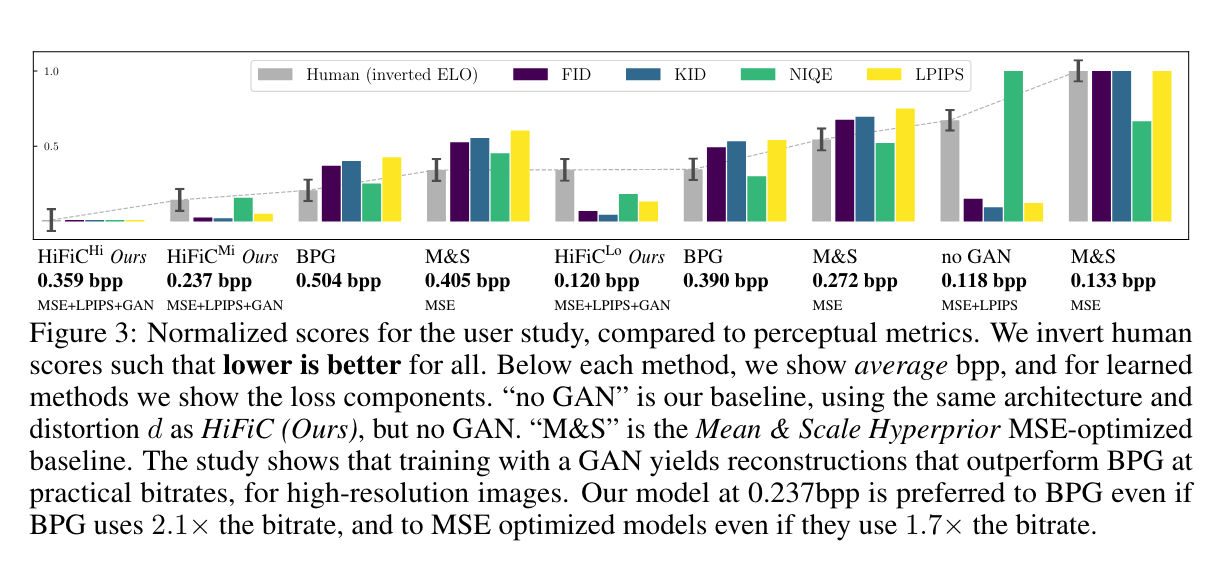 1.0
Human (inverted ELO) FID KID NIQE LPIPS
0.5
HiFiC^Hi Ours HiFiC^Mi Ours BPG M&S HiFiC^Lo Ours BPG M&S no GAN M&S
0.359 bpp 0.237 bpp 0.504 bpp 0.405 bpp 0.120 bpp 0.390 bpp 0.272 bpp 0.118 bpp 0.133 bpp
MSE+LPIPS+GAN MSE+LPIPS+GAN MSE MSE+LPIPS+GAN MSE MSE+LPIPS MSE
Figure 3: Normalized scores for the user study, compared to perceptual metrics. We invert human
scores such that lower is better for all. Below each method, we show average bpp, and for learned
methods we show the loss components. “no GAN” is our baseline, using the same architecture and
distortion d as HiFiC (Ours), but no GAN. “M&S” is the Mean & Scale Hyperprior MSE-optimized
baseline. The study shows that training with a GAN yields reconstructions that outperform BPG at
practical bitrates, for high-resolution images. Our model at 0.237bpp is preferred to BPG even if
BPG uses 2.1× the bitrate, and to MSE optimized models even if they use 1.7× the bitrate.